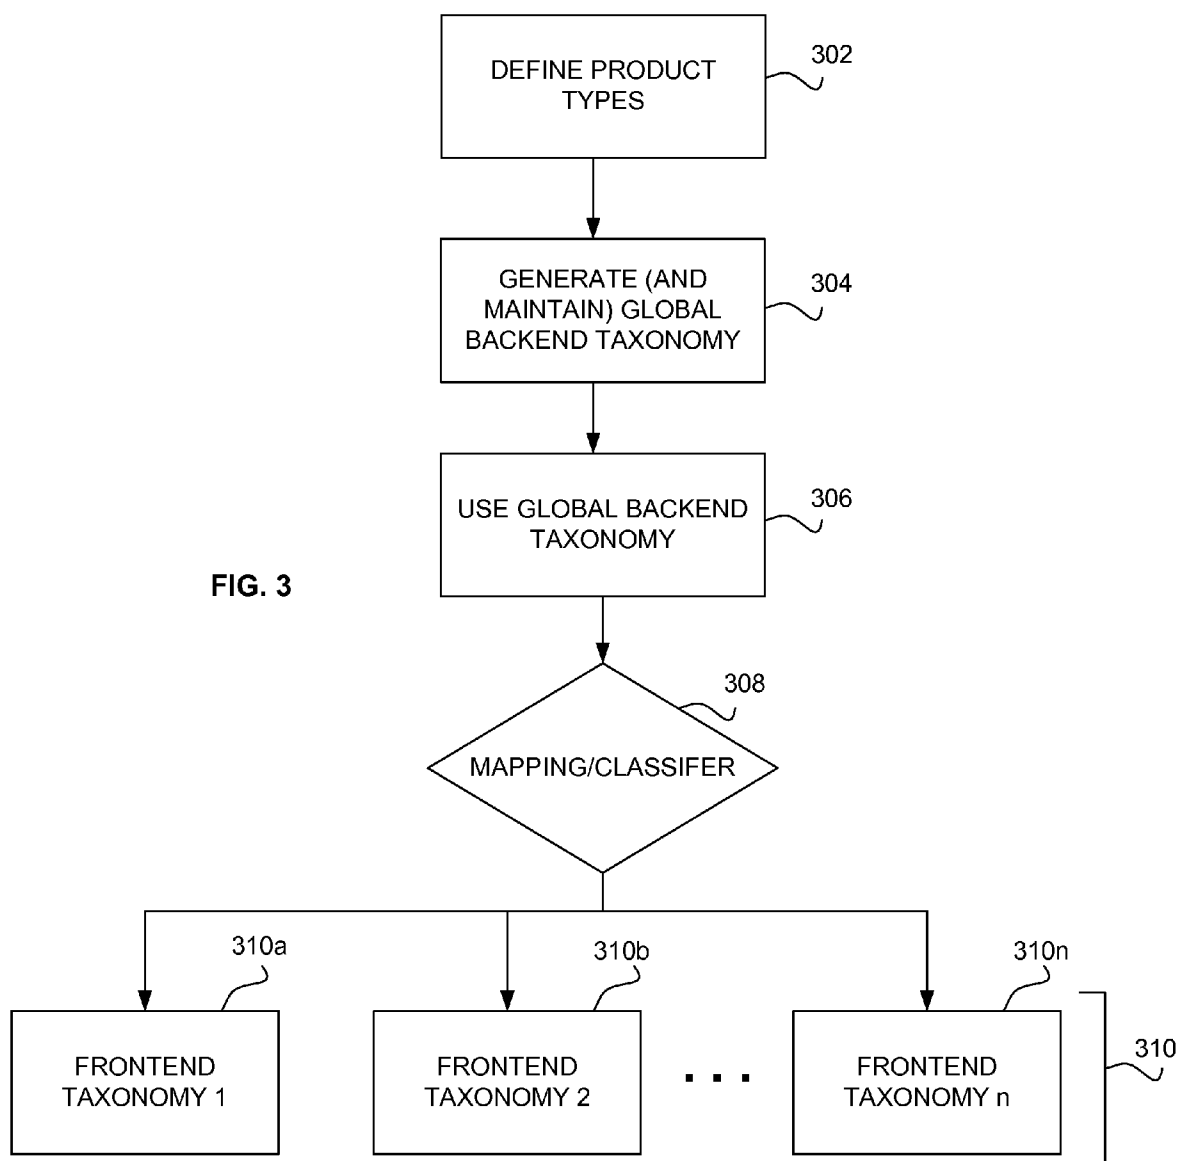 302
DEFINE PRODUCT
TYPES
304
GENERATE (AND
MAINTAIN) GLOBAL
BACKEND TAXONOMY
306
USE GLOBAL BACKEND
TAXONOMY
FIG. 3
308
MAPPING/CLASSIFER
310a
310b
310n
310
FRONTEND
TAXONOMY 1
FRONTEND
TAXONOMY 2
. . .
FRONTEND
TAXONOMY n